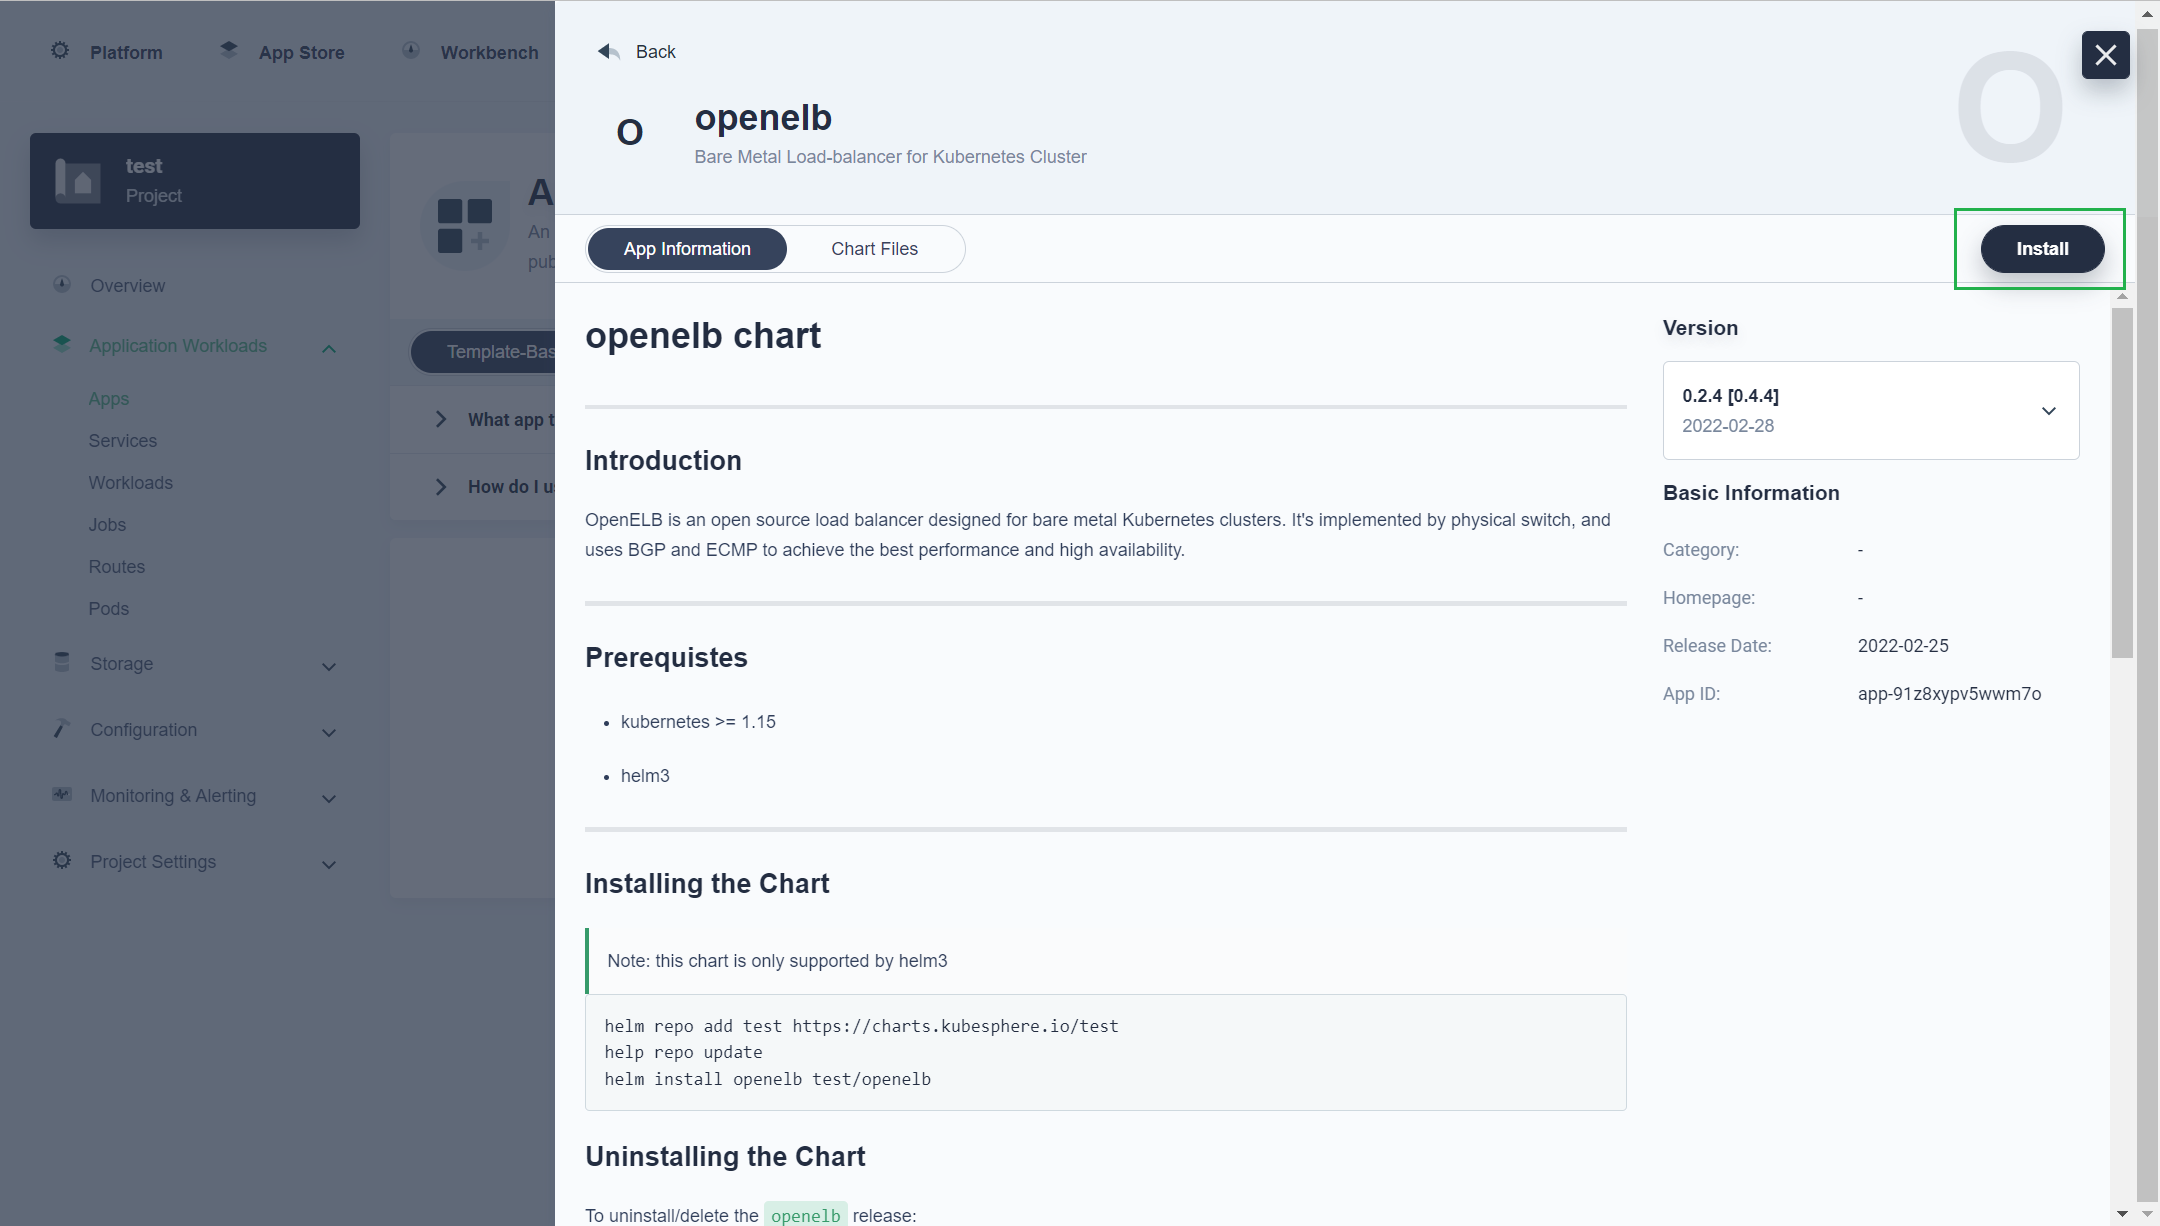 Platform
App Store
Workbench
test
Project
Overview
Application Workloads
Apps
Services
Workloads
Jobs
Routes
Pods
Storage
Configuration
Monitoring & Alerting
Project Settings
A
An
pub
Template-Bas
What app t
How do I u
Back
O
openelb
Bare Metal Load-balancer for Kubernetes Cluster
O
App Information
Chart Files
Install
openelb chart
Introduction
OpenELB is an open source load balancer designed for bare metal Kubernetes clusters. It's implemented by physical switch, and
uses BGP and ECMP to achieve the best performance and high availability.
Prerequistes
kubernetes >= 1.15
helm3
Installing the Chart
Note: this chart is only supported by helm3
helm repo add test https://charts.kubesphere.io/test
help repo update
helm install openelb test/openelb
Uninstalling the Chart
To uninstall/delete the openelb release:
Version
0.2.4 [0.4.4]
2022-02-28
Basic Information
Category: -
Homepage: -
Release Date: 2022-02-25
App ID: app-91z8xypv5wwm7o